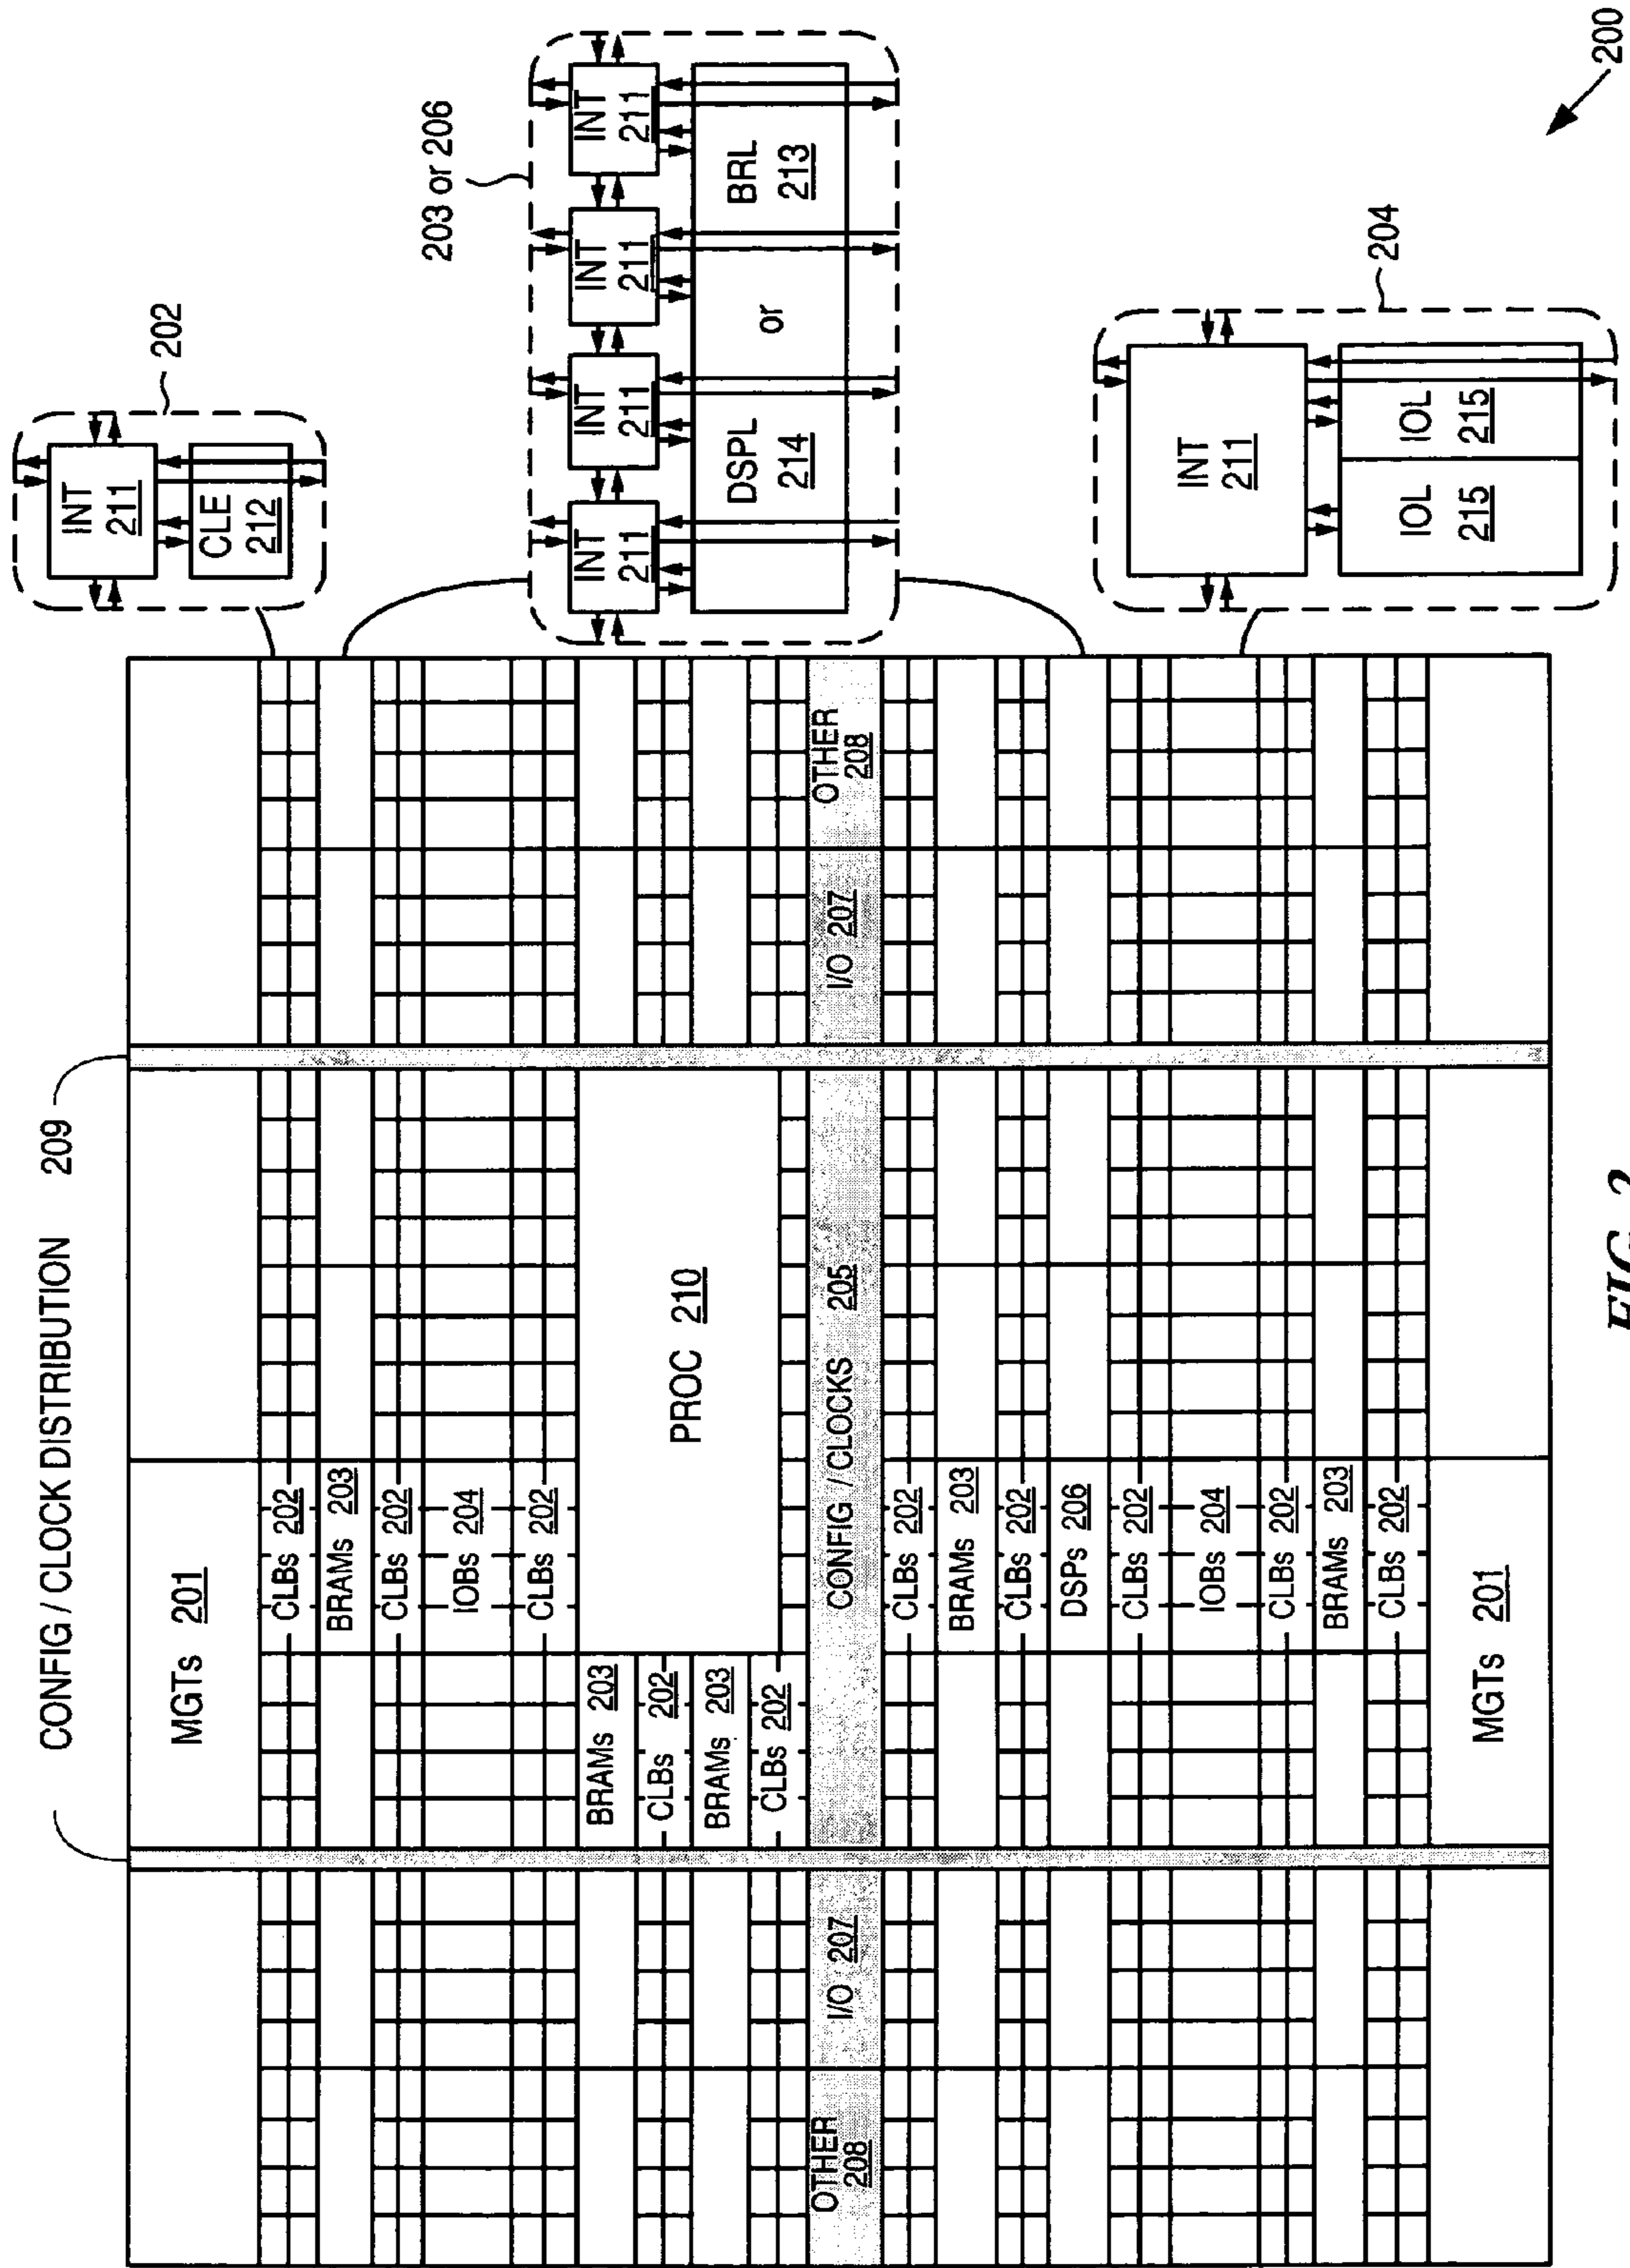 CONFIG / CLOCK DISTRIBUTION 209
MGTs 201
CLBs 202
BRAMs 203
CLBs 202
IOBs 204
CLBs 202
BRAMs 203
CLBs 202
BRAMs 203
CLBs 202
PROC 210
OTHER
208
I/O 207
CONFIG / CLOCKS 205
I/O 207
OTHER
208
CLBs 202
BRAMs 203
CLBs 202
DSPs 206
CLBs 202
IOBs 204
CLBs 202
BRAMs 203
CLBs 202
MGTs 201
202
INT
211
CLE
212
203 or 206
INT
211
INT
211
INT
211
INT
211
DSPL
214
or
BRL
213
204
INT
211
IOL
215
IOL
215
200
FIG. 2